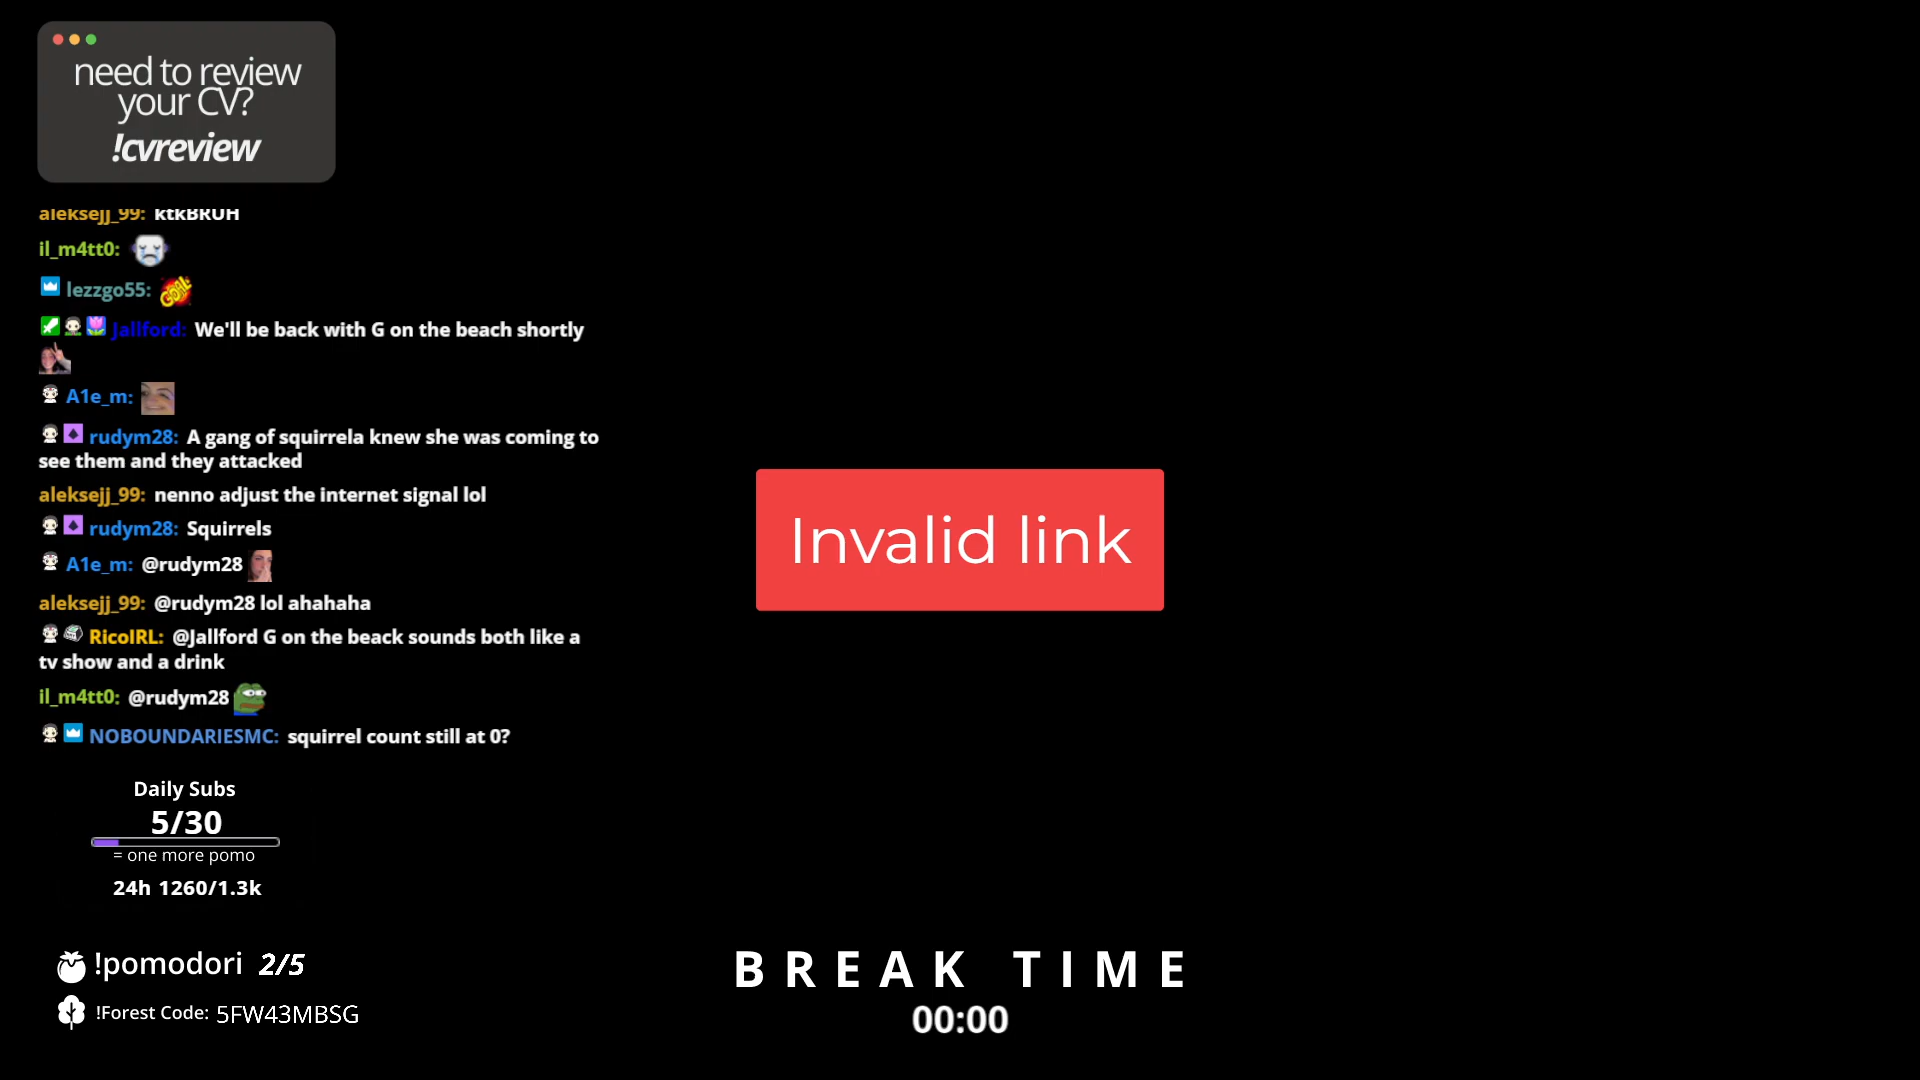 need to review
your CV?
!cvreview
aleksejj_99: ktkBRUH
il_m4tt0:
lezzgo55: GOAL
Jallford: We'll be back with G on the beach shortly
A1e_m:
rudym28: A gang of squirrela knew she was coming to
see them and they attacked
aleksejj_99: nenno adjust the internet signal lol
rudym28: Squirrels
A1e_m: @rudym28
aleksejj_99: @rudym28 lol ahahaha
RicoIRL: @Jallford G on the beack sounds both like a
tv show and a drink
il_m4tt0: @rudym28
NOBOUNDARIESMC: squirrel count still at 0?
Daily Subs
5/30
= one more pomo
24h 1260/1.3k
!pomodori 2/5
!Forest Code: 5FW43MBSG
Invalid link
BREAK TIME
00:00